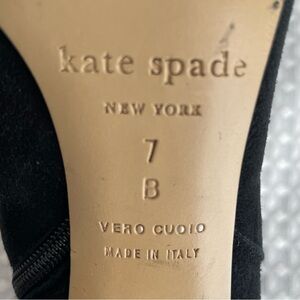 kate spade
NEW YORK
7
B
VERO CUOIO
MADE IN ITALY